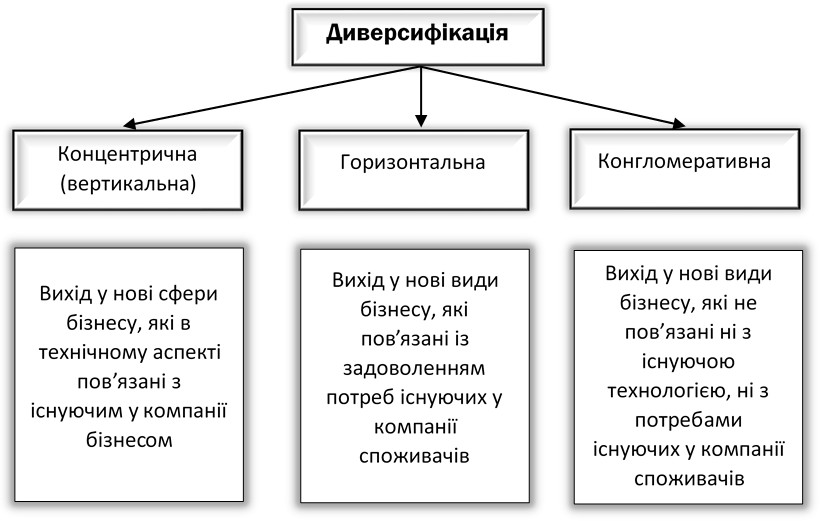 Диверсифікація
Концентрична
(вертикальна)
Горизонтальна
Конгломеративна
Вихід у нові сфери
бізнесу, які в
технічному аспекті
пов’язані з
існуючим у компанії
бізнесом
Вихід у нові види
бізнесу, які
пов’язані із
задоволенням
потреб існуючих у
компанії
споживачів
Вихід у нові види
бізнесу, які не
пов’язані ні з
існуючою
технологією, ні з
потребами
існуючих у компанії
споживачів